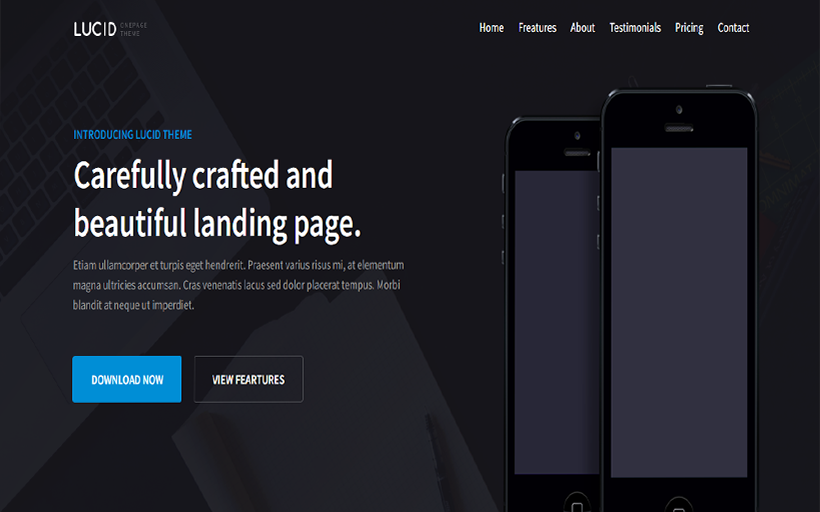 LUCID ONEPAGE
THEME
Home Freatures About Testimonials Pricing Contact
INTRODUCING LUCID THEME
Carefully crafted and
beautiful landing page.
Etiam ullamcorper et turpis eget hendrerit. Praesent varius risus mi, at elementum
magna ultricies accumsan. Cras venenatis lacus sed dolor placerat tempus. Morbi
blandit at neque ut imperdiet.
DOWNLOAD NOW VIEW FEARTURES